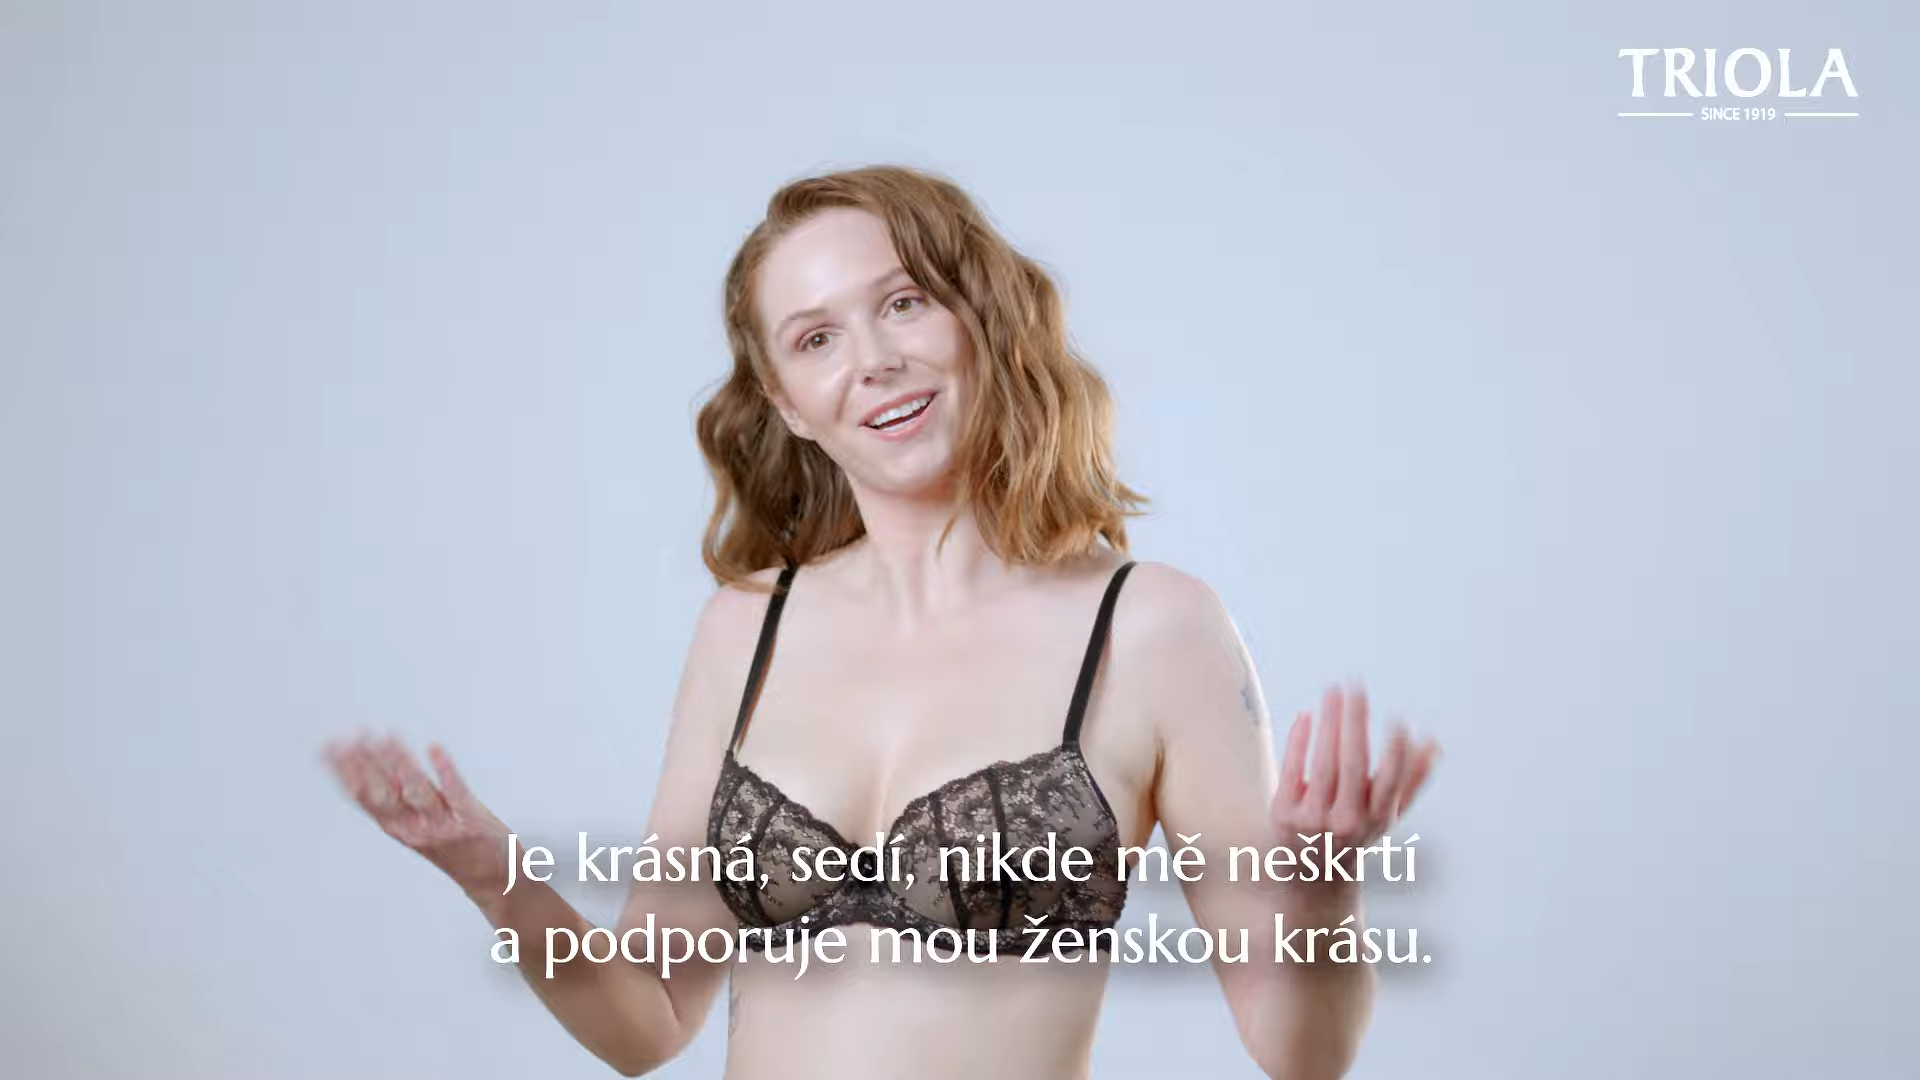 TRIOLA
SINCE 1919
Je krásná, sedí, nikde mě neškrtí
a podporuje mou ženskou krásu.